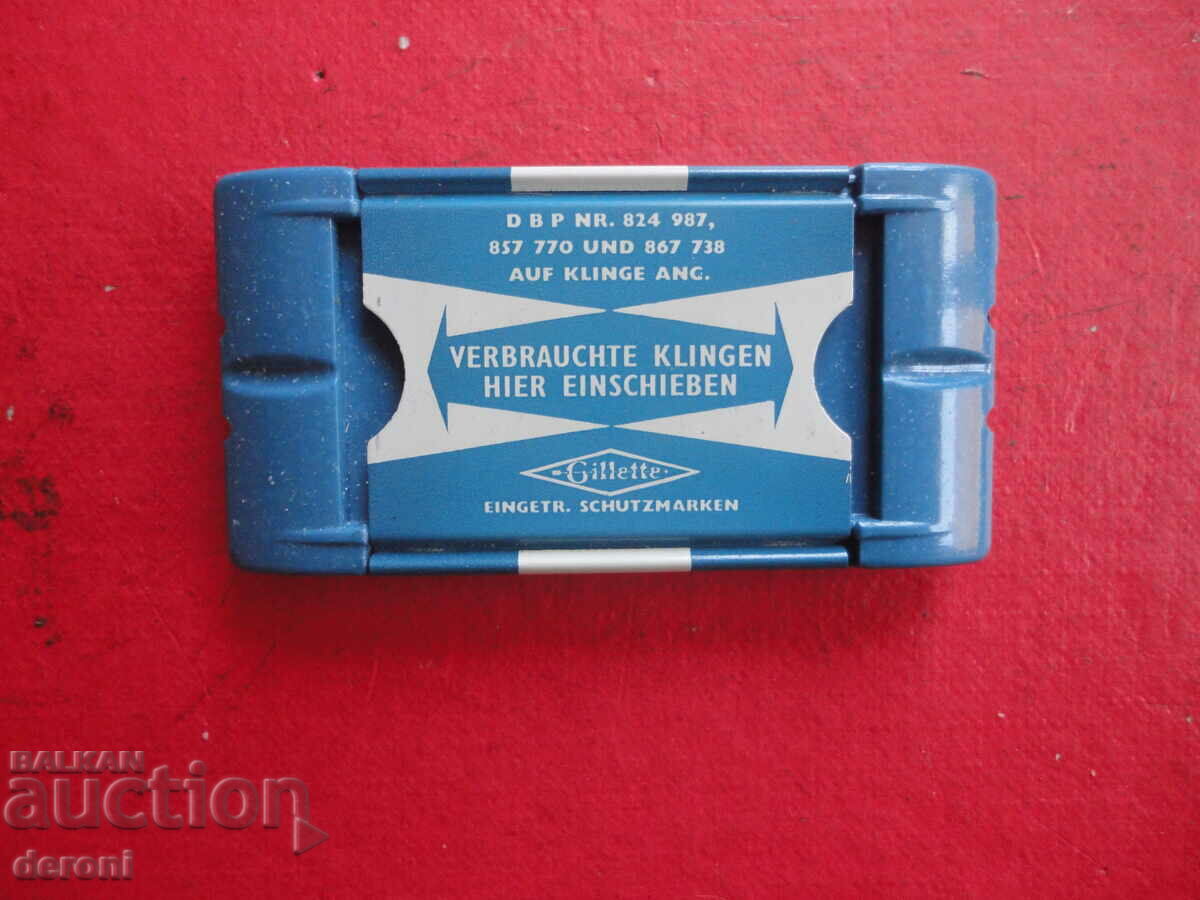 D B P NR. 824 987,
857 770 UND 867 738
AUF KLINGE ANG.
VERBRAUCHTE KLINGEN
HIER EINSCHIEBEN
Gillette
EINGETR. SCHUTZMARKEN
BALKAN
auction
deroni